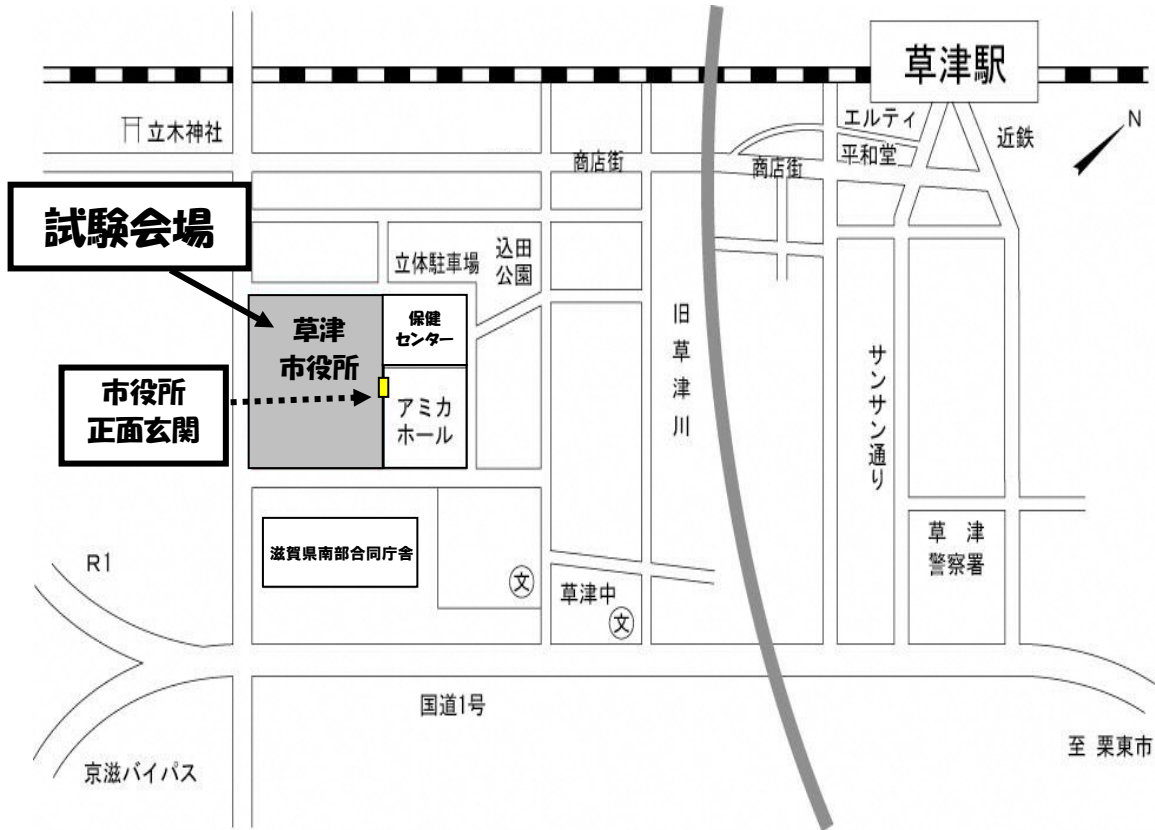 草津駅
エルティ
近鉄
N
平和堂
立木神社
商店街
商店街
試験会場
立体駐車場
込田
公園
草津
市役所
保健
センター
市役所
正面玄関
アミカ
ホール
旧草津川
サンサン通り
滋賀県南部合同庁舎
文
草津中
文
草津
警察署
R1
国道1号
京滋バイパス
至 栗東市